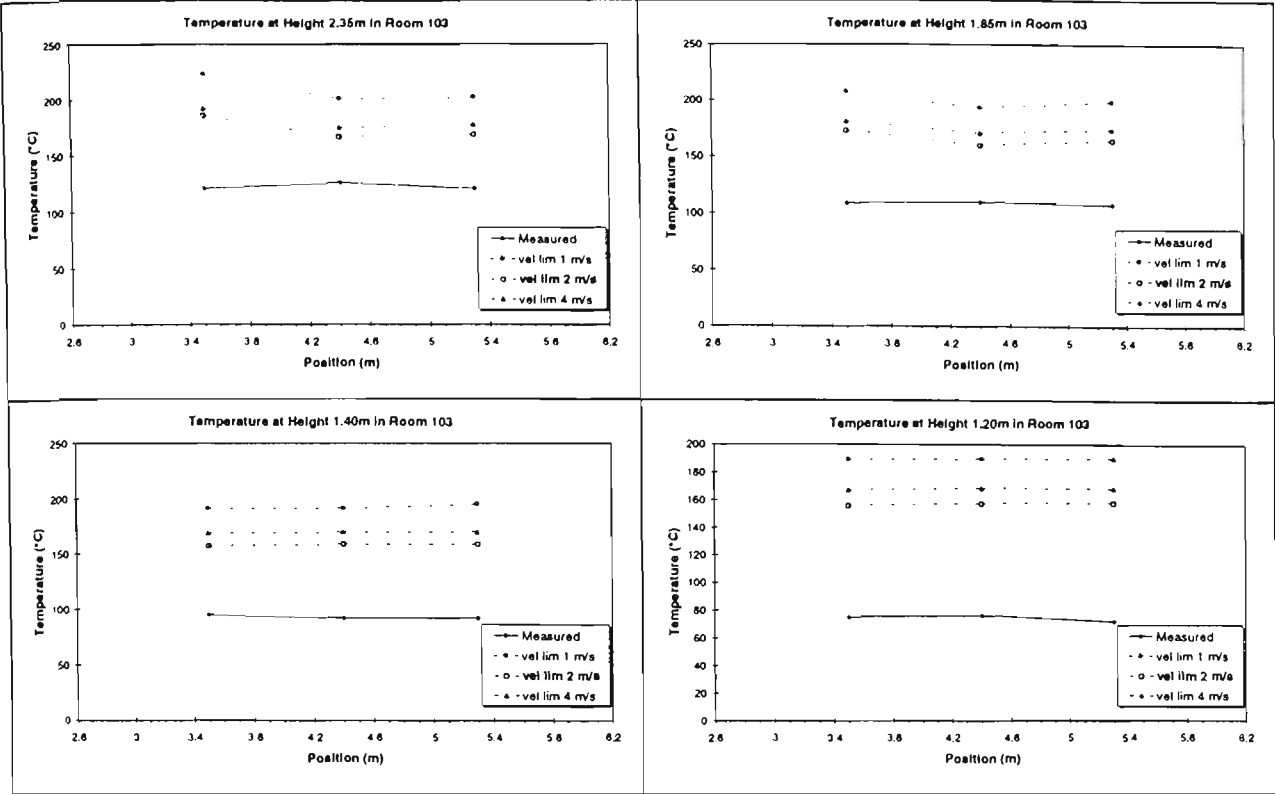 Temperature at Height 2.35m in Room 103
250
200
150
100
50
0
Temperature (°C)
2.6 3 3.4 3.8 4.2 4.6 5 5.4 5.8 6.2
Position (m)
Measured
vel lim 1 m/s
vel lim 2 m/s
vel lim 4 m/s
Temperature at Height 1.85m in Room 103
250
200
150
100
50
0
Temperature (°C)
2.6 3 3.4 3.8 4.2 4.6 5 5.4 5.8 6.2
Position (m)
Measured
vel lim 1 m/s
vel lim 2 m/s
vel lim 4 m/s
Temperature at Height 1.40m in Room 103
250
200
150
100
50
0
Temperature (°C)
2.6 3 3.4 3.8 4.2 4.6 5 5.4 5.8 6.2
Position (m)
Measured
vel lim 1 m/s
vel lim 2 m/s
vel lim 4 m/s
Temperature at Height 1.20m in Room 103
200
180
160
140
120
100
80
60
40
20
0
Temperature (°C)
2.6 3 3.4 3.8 4.2 4.6 5 5.4 5.8 6.2
Position (m)
Measured
vel lim 1 m/s
vel lim 2 m/s
vel lim 4 m/s